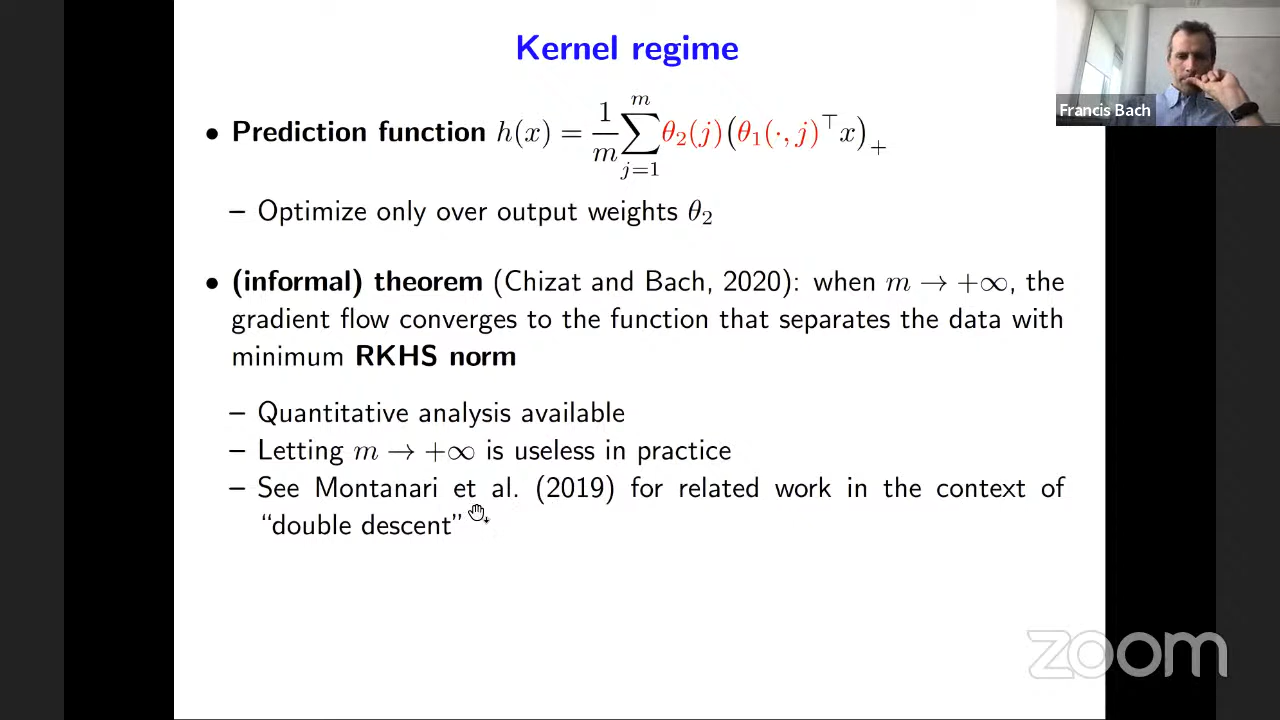 Kernel regime
Francis Bach
• Prediction function h(x) = \frac{1}{m} \sum_{j=1}^{m} θ₂(j)(θ₁(·, j)^⊤ x)₊
– Optimize only over output weights θ₂
• (informal) theorem (Chizat and Bach, 2020): when m → +∞, the
gradient flow converges to the function that separates the data with
minimum RKHS norm
– Quantitative analysis available
– Letting m → +∞ is useless in practice
– See Montanari et al. (2019) for related work in the context of
“double descent”
zoom